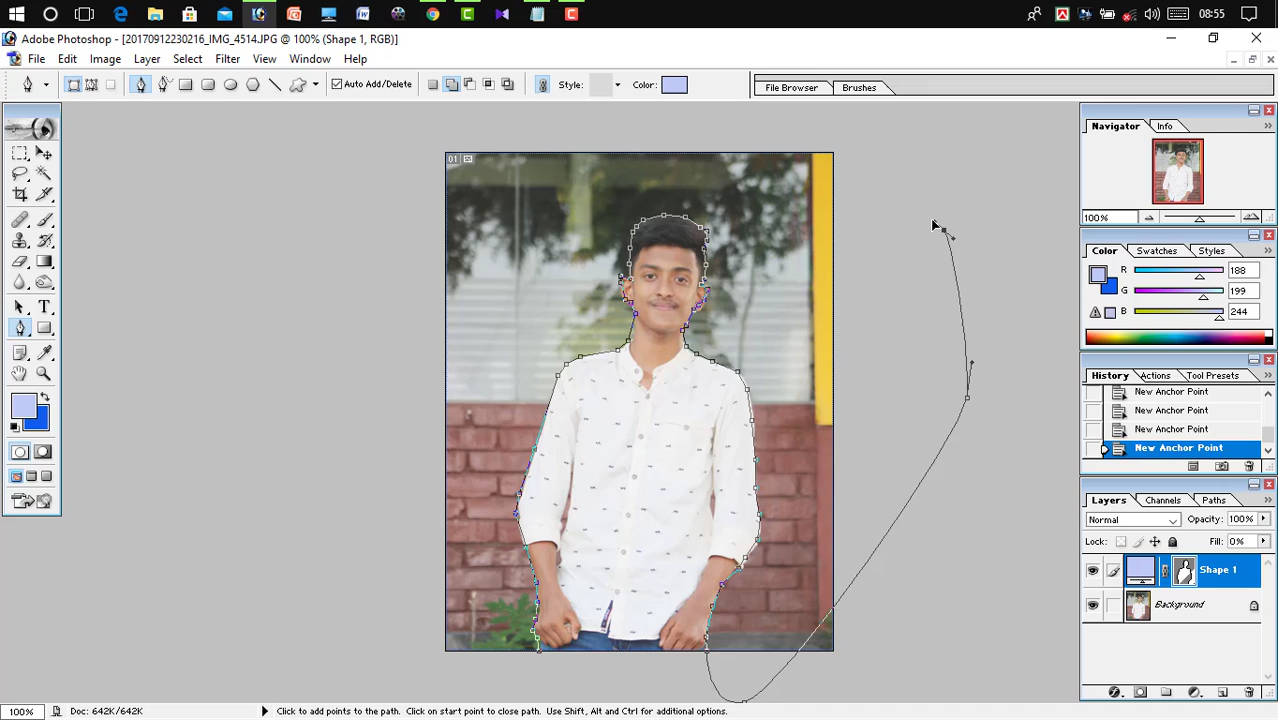 08:55
Adobe Photoshop - [20170912230216_IMG_4514.JPG @ 100% (Shape 1, RGB)]
File Edit Image Layer Select Filter View Window Help
Auto Add/Delete Style: Color: File Browser Brushes
01
Navigator Info
100%
Color Swatches Styles
R 188
G 199
B 244
History Actions Tool Presets
New Anchor Point
New Anchor Point
New Anchor Point
New Anchor Point
Layers Channels Paths
Normal Opacity: 100%
Lock: Fill: 0%
Shape 1
Background
100% Doc: 642K/642K Click to add points to the path. Click on start point to close path. Use Shift, Alt and Ctrl for additional options.